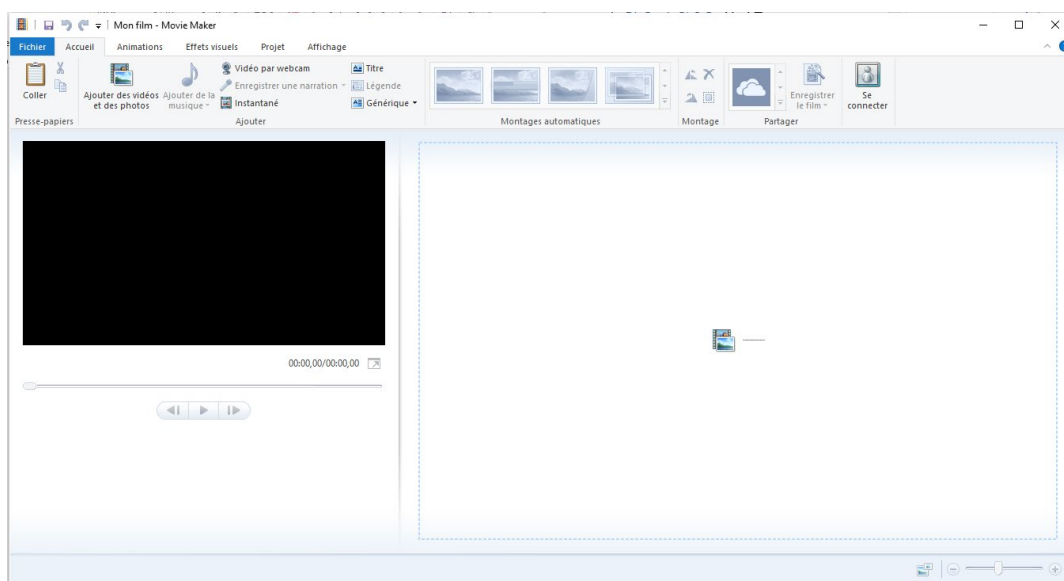 Mon film - Movie Maker
Fichier Accueil Animations Effets visuels Projet Affichage
Coller
Presse-papiers
Ajouter des vidéos et des photos
Ajouter de la musique
Vidéo par webcam
Enregistrer une narration
Instantané
Titre
Légende
Générique
Ajouter
Montages automatiques
Montage
Enregistrer
le film
Partager
Se
connecter
00:00,00/00:00,00